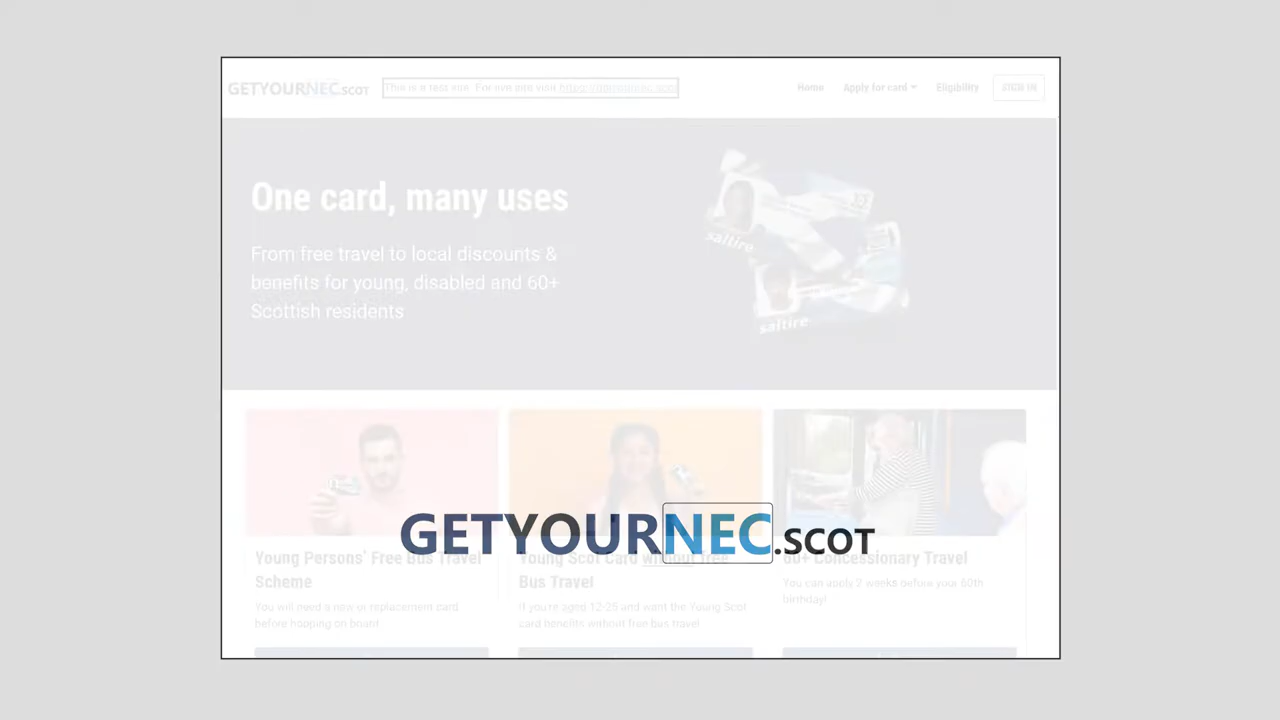 GETYOURNEC.SCOT
This is a test site. For live site visit https://getyournec.scot
Home
Apply for card
Eligibility
SIGN IN
One card, many uses
From free travel to local discounts &
benefits for young, disabled and 60+
Scottish residents
saltire
saltire
GETYOURNEC.SCOT
Young Persons' Free Bus Travel
Scheme
You will need a new or replacement card
before hopping on board
Young Scot Card without free
Bus Travel
If you're aged 12-25 and want the Young Scot
card benefits without free bus travel
60+ Concessionary Travel
You can apply 2 weeks before your 60th
birthday!